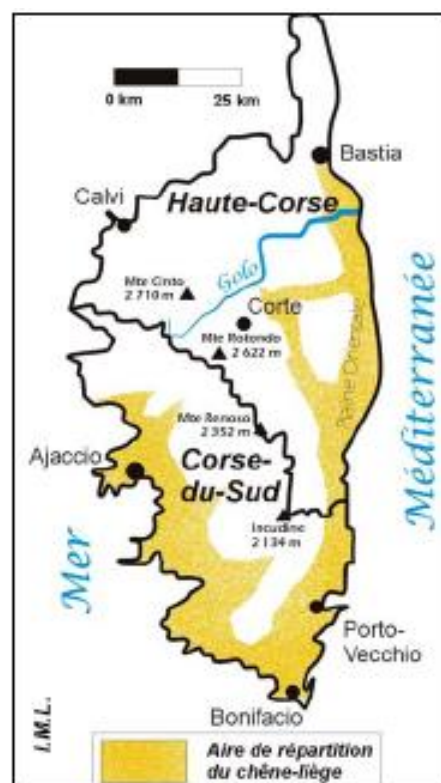 0 km 25 km
Bastia
Calvi
Haute-Corse
Golo
Mte Cinto
2 710 m
Corte
Mte Rotondo
2 622 m
Plaine Orientale
Mte Renoso
2 352 m
Ajaccio
Corse-
du-Sud
Incudine
2 134 m
Mer
Méditerranée
Porto-
Vecchio
Bonifacio
I.M.L.
Aire de répartition
du chêne-liège